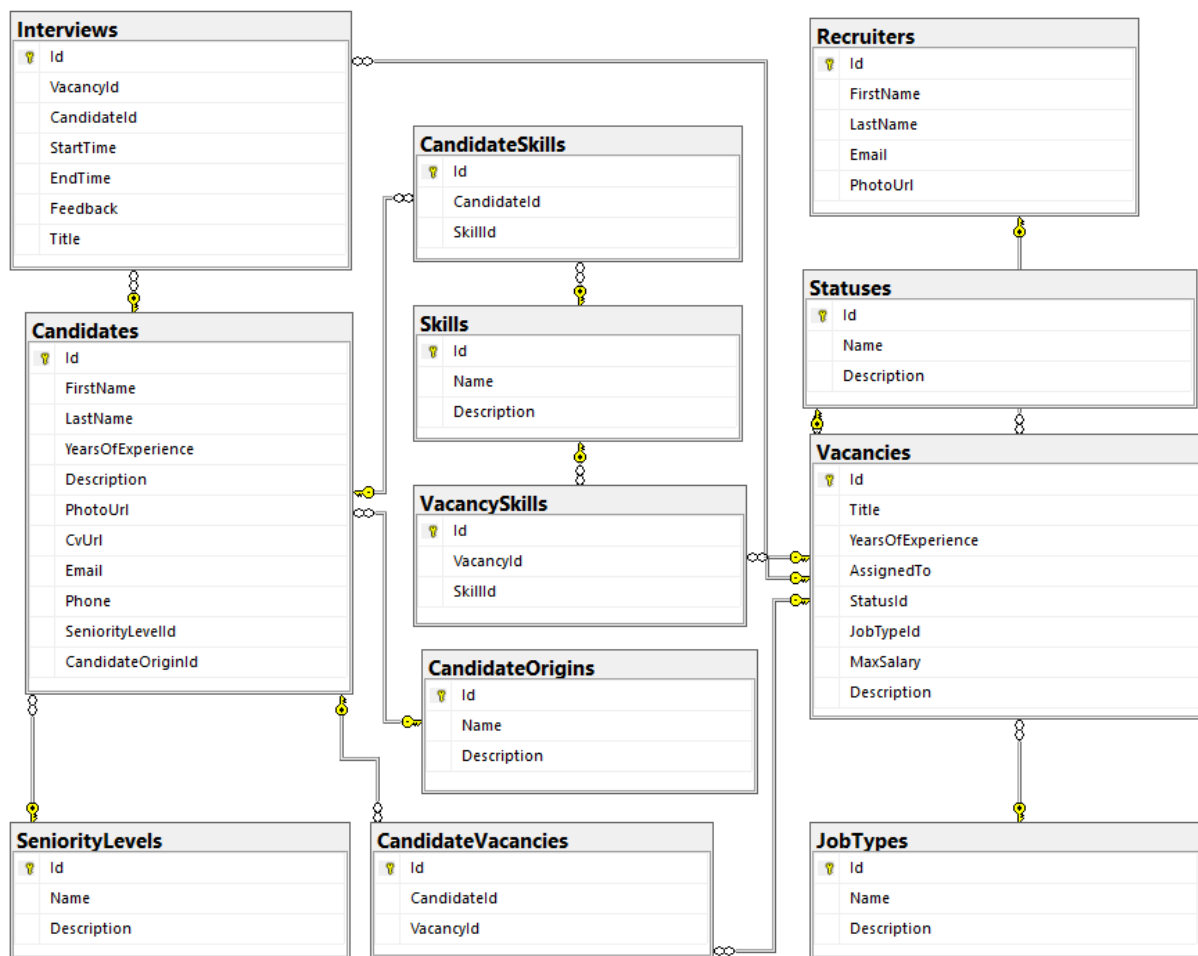 Interviews
Id
VacancyId
CandidateId
StartTime
EndTime
Feedback
Title
Recruiters
Id
FirstName
LastName
Email
PhotoUrl
CandidateSkills
Id
CandidateId
SkillId
Statuses
Id
Name
Description
Skills
Id
Name
Description
Candidates
Id
FirstName
LastName
YearsOfExperience
Description
PhotoUrl
CvUrl
Email
Phone
SeniorityLevelId
CandidateOriginId
Vacancies
Id
Title
YearsOfExperience
AssignedTo
StatusId
JobTypeId
MaxSalary
Description
VacancySkills
Id
VacancyId
SkillId
CandidateOrigins
Id
Name
Description
SeniorityLevels
Id
Name
Description
CandidateVacancies
Id
CandidateId
VacancyId
JobTypes
Id
Name
Description